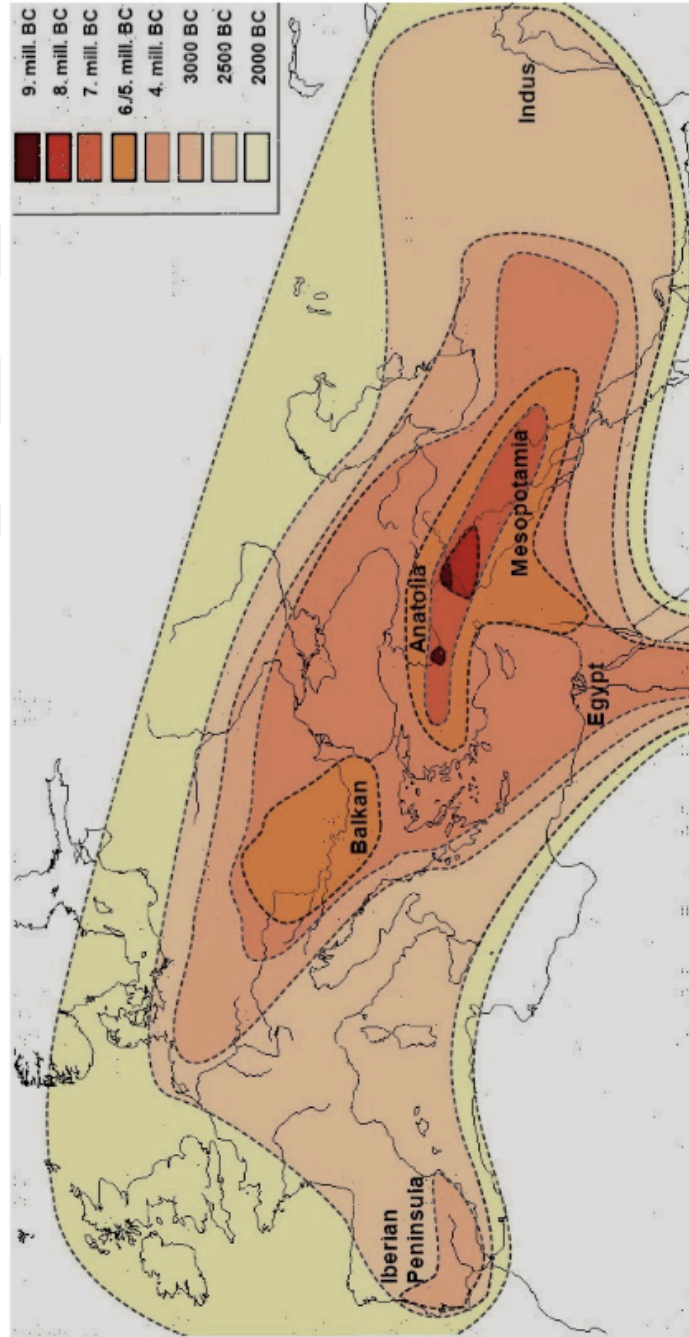 9. mill. BC
8. mill. BC
7. mill. BC
6./5. mill. BC
4. mill. BC
3000 BC
2500 BC
2000 BC
Iberian
Peninsula
Balkan
Anatolia
Mesopotamia
Egypt
Indus